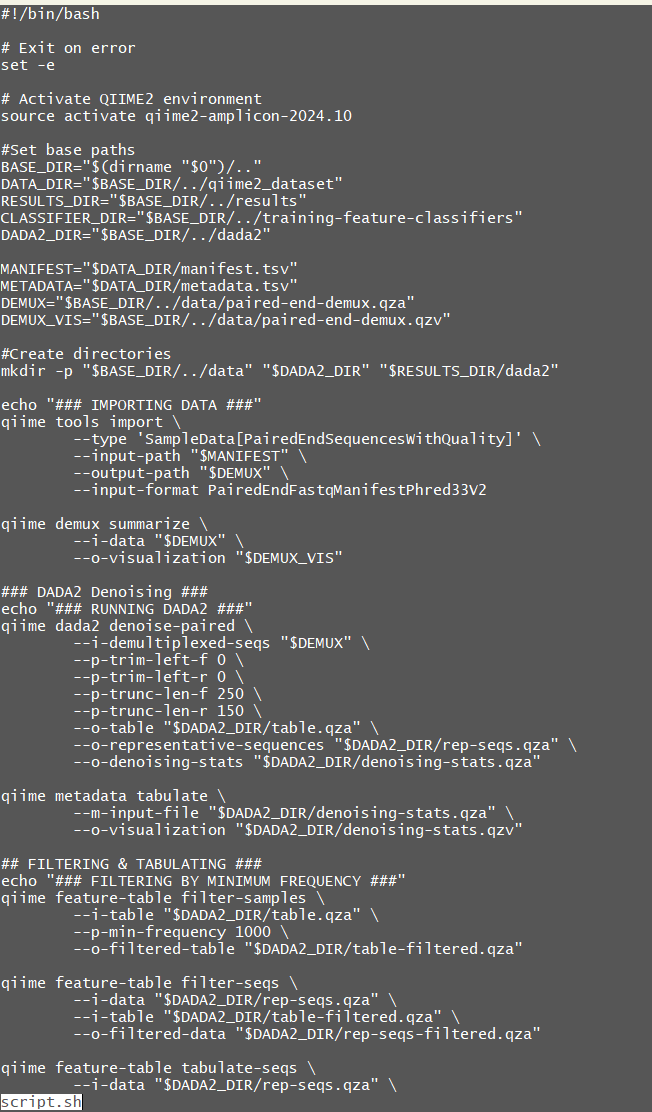 #!/bin/bash

# Exit on error
set -e

# Activate QIIME2 environment
source activate qiime2-amplicon-2024.10

#Set base paths
BASE_DIR="$(dirname "$0")/.."
DATA_DIR="$BASE_DIR/../qiime2_dataset"
RESULTS_DIR="$BASE_DIR/../results"
CLASSIFIER_DIR="$BASE_DIR/../training-feature-classifiers"
DADA2_DIR="$BASE_DIR/../dada2"

MANIFEST="$DATA_DIR/manifest.tsv"
METADATA="$DATA_DIR/metadata.tsv"
DEMUX="$BASE_DIR/../data/paired-end-demux.qza"
DEMUX_VIS="$BASE_DIR/../data/paired-end-demux.qzv"

#Create directories
mkdir -p "$BASE_DIR/../data" "$DADA2_DIR" "$RESULTS_DIR/dada2"

echo "### IMPORTING DATA ###"
qiime tools import \
        --type 'SampleData[PairedEndSequencesWithQuality]' \
        --input-path "$MANIFEST" \
        --output-path "$DEMUX" \
        --input-format PairedEndFastqManifestPhred33V2

qiime demux summarize \
        --i-data "$DEMUX" \
        --o-visualization "$DEMUX_VIS"

### DADA2 Denoising ###
echo "### RUNNING DADA2 ###"
qiime dada2 denoise-paired \
        --i-demultiplexed-seqs "$DEMUX" \
        --p-trim-left-f 0 \
        --p-trim-left-r 0 \
        --p-trunc-len-f 250 \
        --p-trunc-len-r 150 \
        --o-table "$DADA2_DIR/table.qza" \
        --o-representative-sequences "$DADA2_DIR/rep-seqs.qza" \
        --o-denoising-stats "$DADA2_DIR/denoising-stats.qza"

qiime metadata tabulate \
        --m-input-file "$DADA2_DIR/denoising-stats.qza" \
        --o-visualization "$DADA2_DIR/denoising-stats.qzv"

## FILTERING & TABULATING ###
echo "### FILTERING BY MINIMUM FREQUENCY ###"
qiime feature-table filter-samples \
        --i-table "$DADA2_DIR/table.qza" \
        --p-min-frequency 1000 \
        --o-filtered-table "$DADA2_DIR/table-filtered.qza"

qiime feature-table filter-seqs \
        --i-data "$DADA2_DIR/rep-seqs.qza" \
        --i-table "$DADA2_DIR/table-filtered.qza" \
        --o-filtered-data "$DADA2_DIR/rep-seqs-filtered.qza"

qiime feature-table tabulate-seqs \
        --i-data "$DADA2_DIR/rep-seqs.qza" \
script.sh